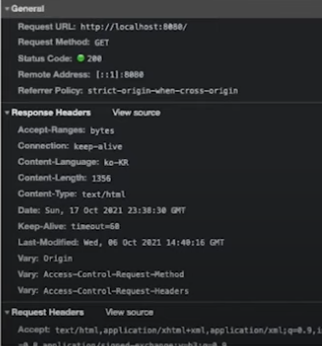 General
Request URL: http://localhost:8080/
Request Method: GET
Status Code: 200
Remote Address: [::1]:8080
Referrer Policy: strict-origin-when-cross-origin
Response Headers View source
Accept-Ranges: bytes
Connection: keep-alive
Content-Language: ko-KR
Content-Length: 1356
Content-Type: text/html
Date: Sun, 17 Oct 2021 23:38:30 GMT
Keep-Alive: timeout=60
Last-Modified: Wed, 06 Oct 2021 14:40:16 GMT
Vary: Origin
Vary: Access-Control-Request-Method
Vary: Access-Control-Request-Headers
Request Headers View source
Accept: text/html,application/xhtml+xml,application/xml;q=0.9,i